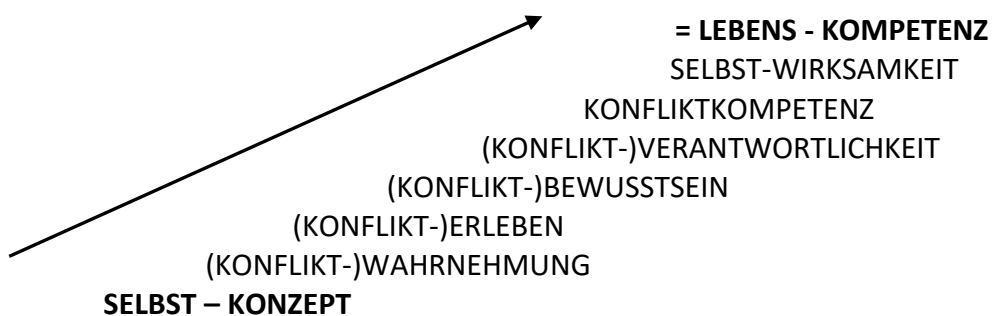 = LEBENS - KOMPETENZ
SELBST-WIRKSAMKEIT
KONFLIKTKOMPETENZ
(KONFLIKT-)VERANTWORTLICHKEIT
(KONFLIKT-)BEWUSSTSEIN
(KONFLIKT-)ERLEBEN
(KONFLIKT-)WAHRNEHMUNG
SELBST – KONZEPT